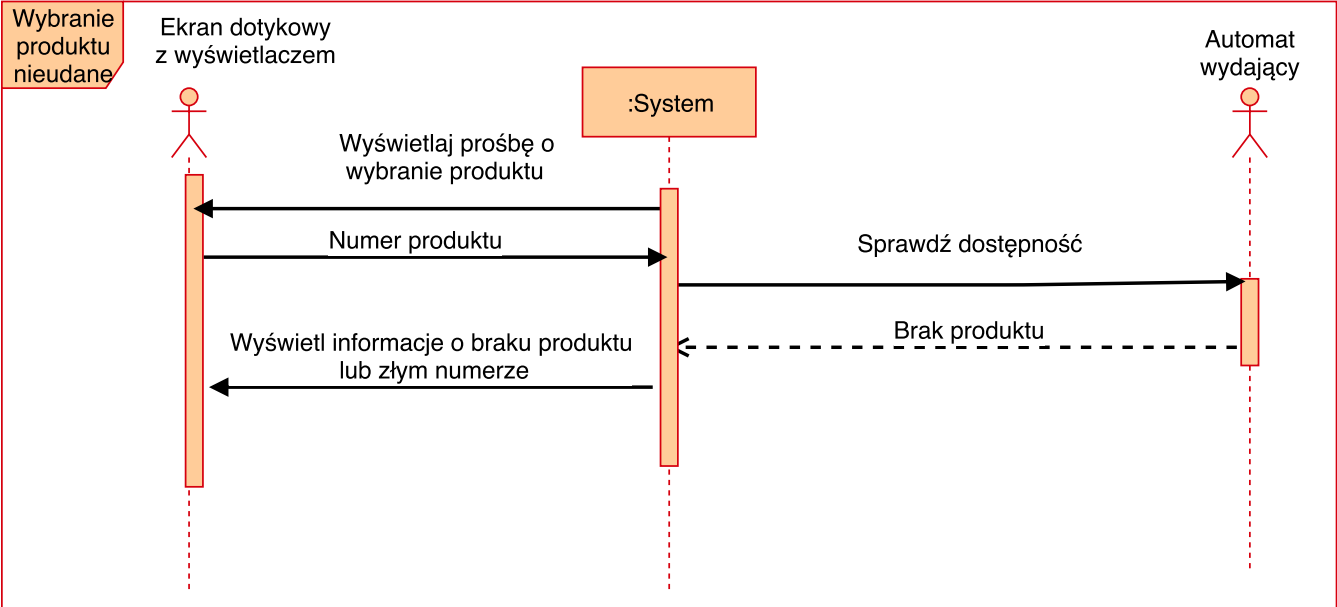 Wybranie
produktu
nieudane
Ekran dotykowy
z wyświetlaczem
:System
Automat
wydający
Wyświetlaj prośbę o
wybranie produktu
Numer produktu
Sprawdź dostępność
Brak produktu
Wyświetl informacje o braku produktu
lub złym numerze